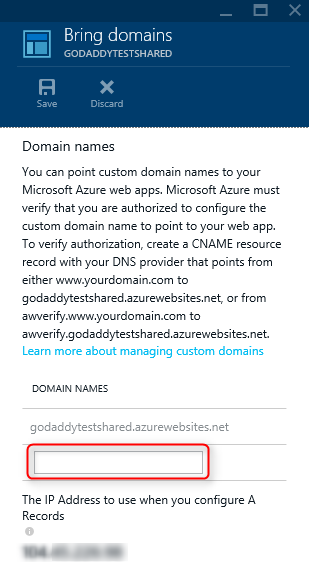 Bring domains
GODADDYTESTSHARED
Save Discard
Domain names
You can point custom domain names to your
Microsoft Azure web apps. Microsoft Azure must
verify that you are authorized to configure the
custom domain name to point to your web app.
To verify authorization, create a CNAME resource
record with your DNS provider that points from
either www.yourdomain.com to
godaddytestshared.azurewebsites.net, or from
awverify.www.yourdomain.com to
awverify.godaddytestshared.azurewebsites.net.
Learn more about managing custom domains
DOMAIN NAMES
godaddytestshared.azurewebsites.net
The IP Address to use when you configure A
Records